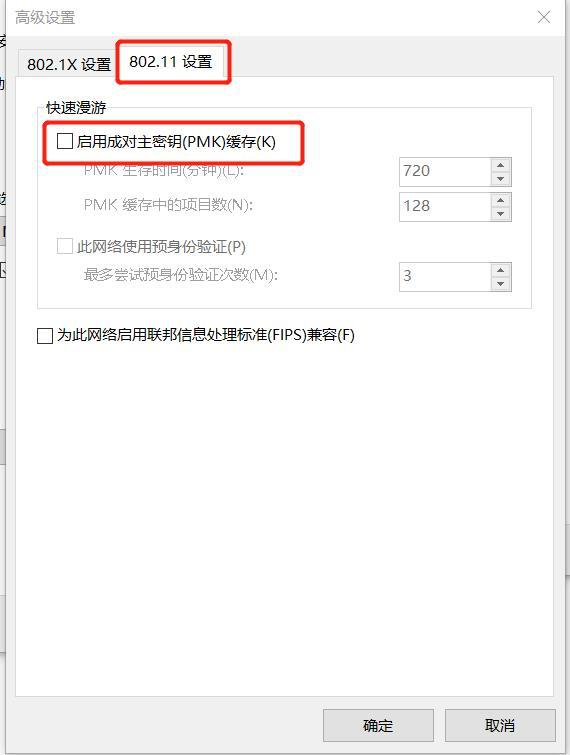 高级设置
802.1X 设置
802.11 设置
快速漫游
启用成对主密钥(PMK)缓存(K)
PMK 生存时间(分钟)(L):
720
PMK 缓存中的项目数(N):
128
此网络使用预身份验证(P)
最多尝试预身份验证次数(M):
3
为此网络启用联邦信息处理标准(FIPS)兼容(F)
确定
取消